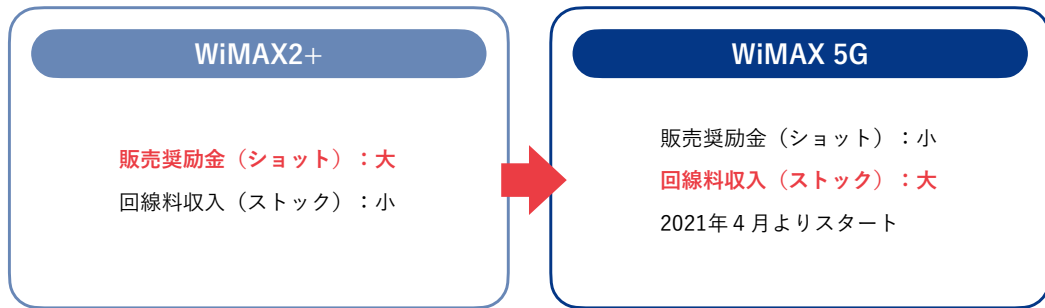 WiMAX2+
販売奨励金（ショット）：大
回線料収入（ストック）：小
WiMAX 5G
販売奨励金（ショット）：小
回線料収入（ストック）：大
2021年４月よりスタート